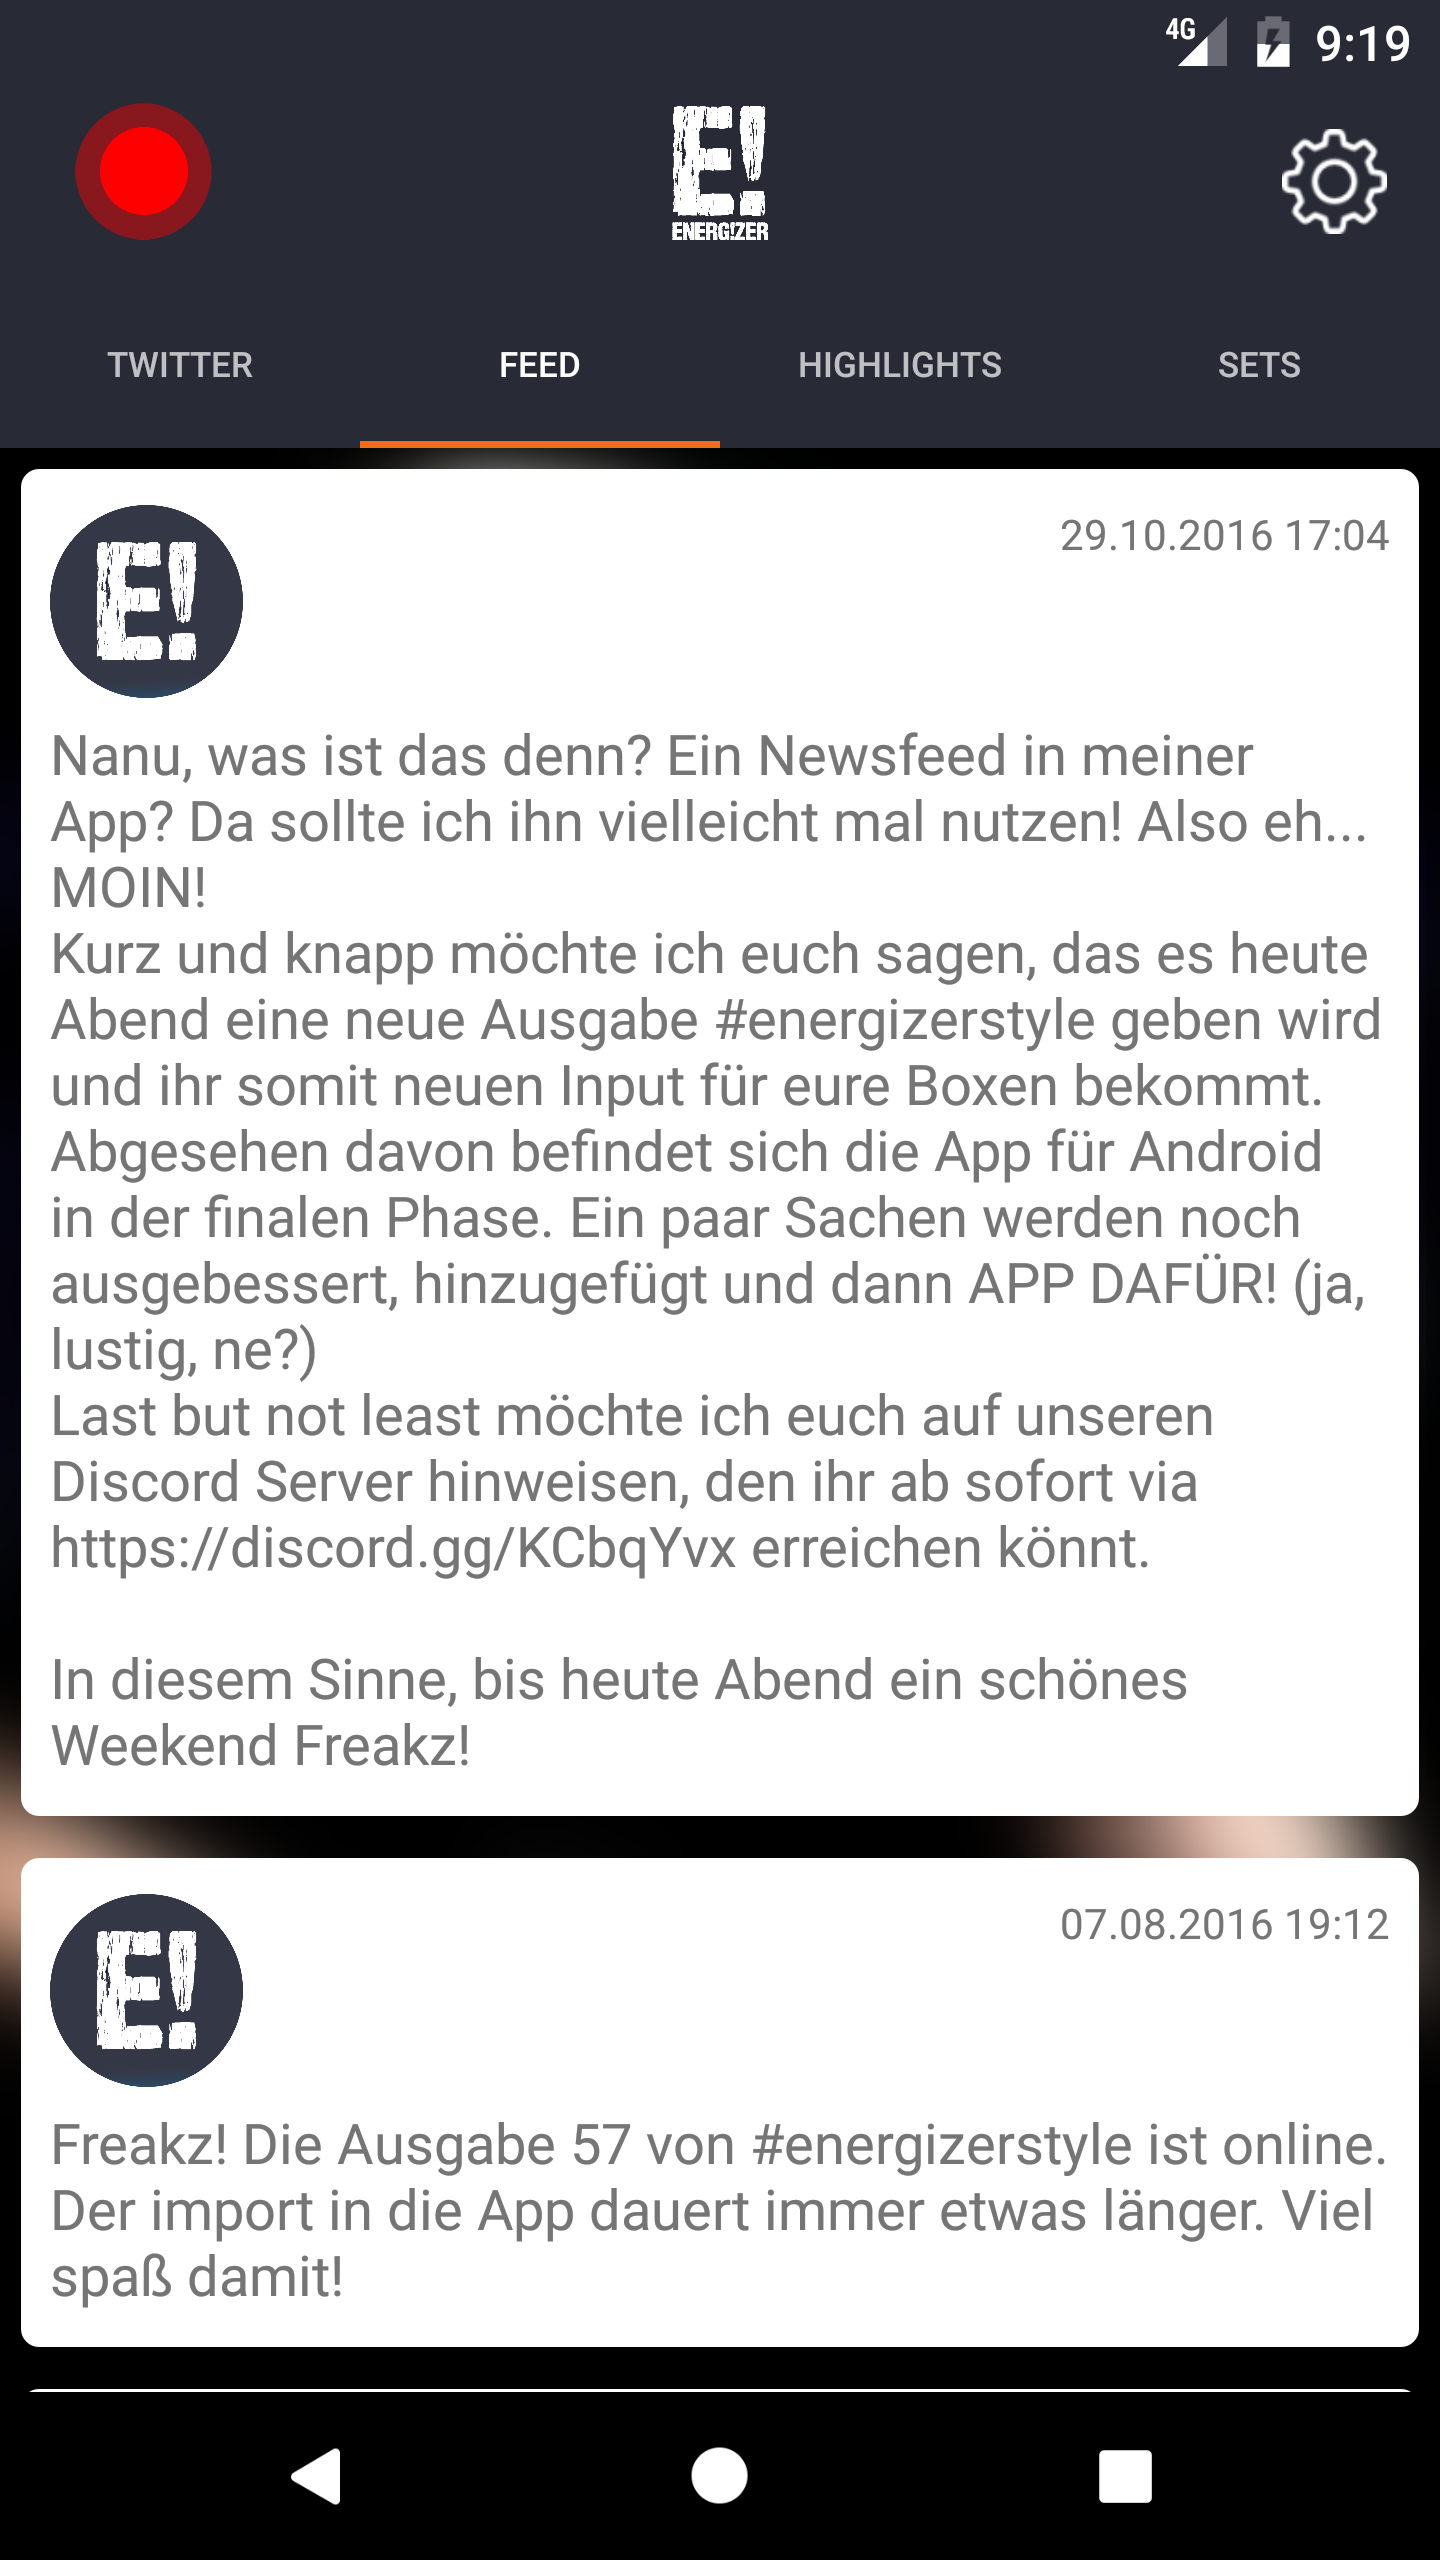 4G 9:19
E!
ENERG!ZER
TWITTER FEED HIGHLIGHTS SETS
E!
29.10.2016 17:04
Nanu, was ist das denn? Ein Newsfeed in meiner
App? Da sollte ich ihn vielleicht mal nutzen! Also eh...
MOIN!
Kurz und knapp möchte ich euch sagen, das es heute
Abend eine neue Ausgabe #energizerstyle geben wird
und ihr somit neuen Input für eure Boxen bekommt.
Abgesehen davon befindet sich die App für Android
in der finalen Phase. Ein paar Sachen werden noch
ausgebessert, hinzugefügt und dann APP DAFÜR! (ja,
lustig, ne?)
Last but not least möchte ich euch auf unseren
Discord Server hinweisen, den ihr ab sofort via
https://discord.gg/KCbqYvx erreichen könnt.
In diesem Sinne, bis heute Abend ein schönes
Weekend Freakz!
E!
07.08.2016 19:12
Freakz! Die Ausgabe 57 von #energizerstyle ist online.
Der import in die App dauert immer etwas länger. Viel
spaß damit!